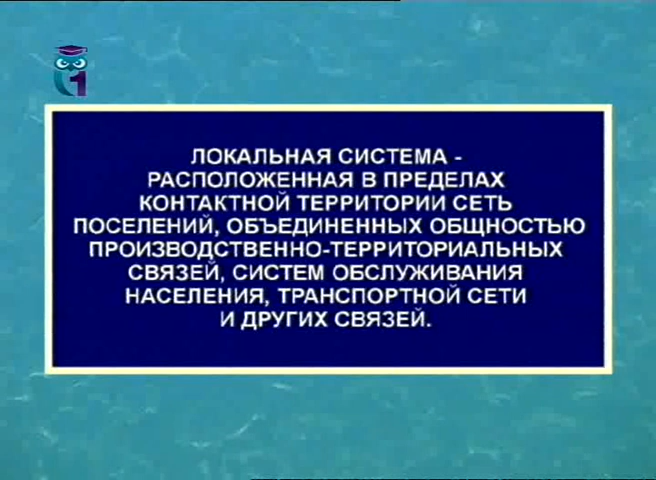 1
ЛОКАЛЬНАЯ СИСТЕМА -
РАСПОЛОЖЕННАЯ В ПРЕДЕЛАХ
КОНТАКТНОЙ ТЕРРИТОРИИ СЕТЬ
ПОСЕЛЕНИЙ, ОБЪЕДИНЕННЫХ ОБЩНОСТЬЮ
ПРОИЗВОДСТВЕННО-ТЕРРИТОРИАЛЬНЫХ
СВЯЗЕЙ, СИСТЕМ ОБСЛУЖИВАНИЯ
НАСЕЛЕНИЯ, ТРАНСПОРТНОЙ СЕТИ
И ДРУГИХ СВЯЗЕЙ.